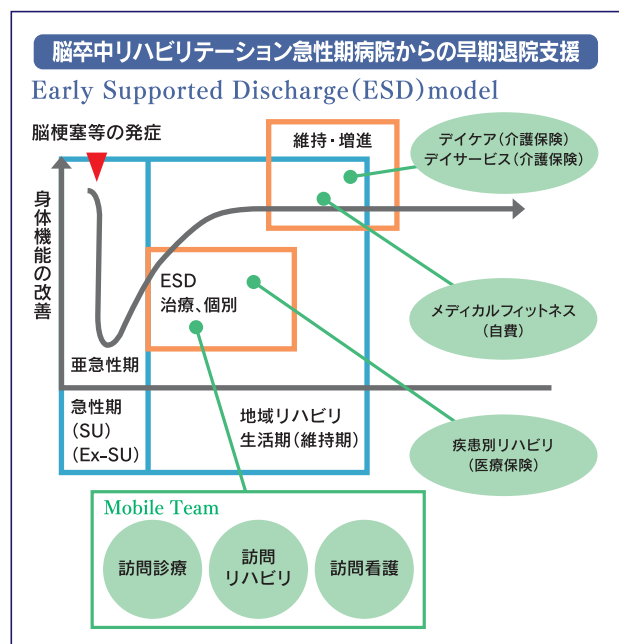 脳卒中リハビリテーション急性期病院からの早期退院支援
Early Supported Discharge(ESD)model
脳梗塞等の発症
維持・増進
デイケア(介護保険)
デイサービス(介護保険)
身体機能の改善
ESD
治療、個別
メディカルフィットネス
(自費)
亜急性期
急性期
(SU)
(Ex-SU)
地域リハビリ
生活期(維持期)
疾患別リハビリ
(医療保険)
Mobile Team
訪問診療
訪問
リハビリ
訪問看護